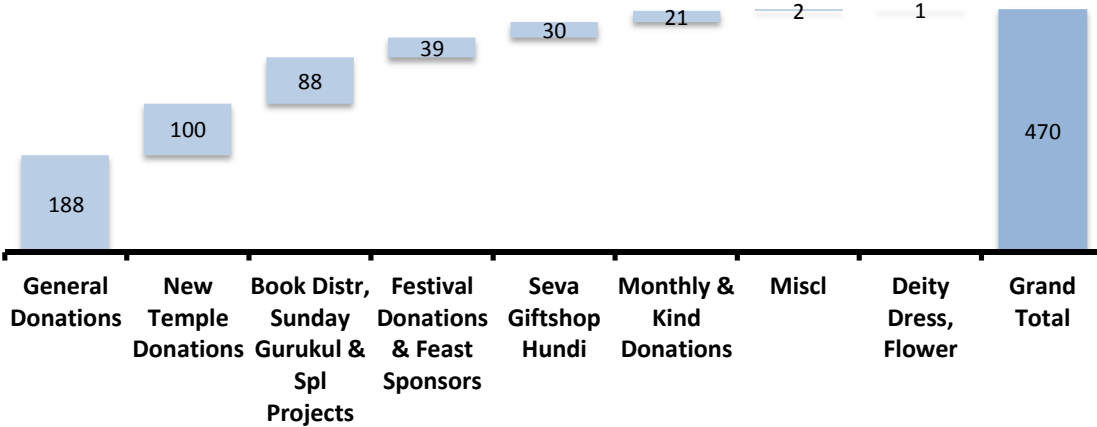 188
100
88
39
30
21
2
1
470
General
Donations
New
Temple
Donations
Book Distr,
Sunday
Gurukul &
Spl
Projects
Festival
Donations
& Feast
Sponsors
Seva
Giftshop
Hundi
Monthly &
Kind
Donations
Miscl
Deity
Dress,
Flower
Grand
Total